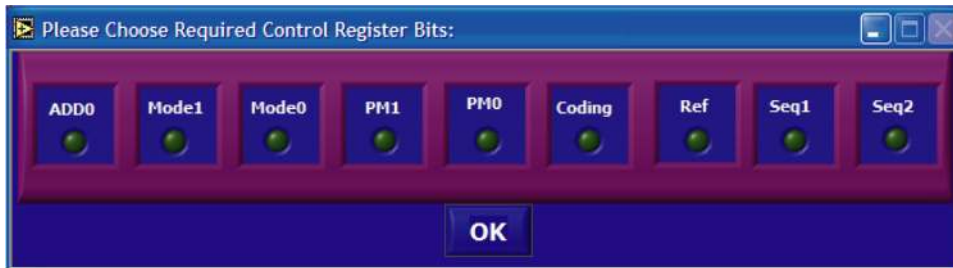 Please Choose Required Control Register Bits:
ADD0 Mode1 Mode0 PM1 PM0 Coding Ref Seq1 Seq2
OK